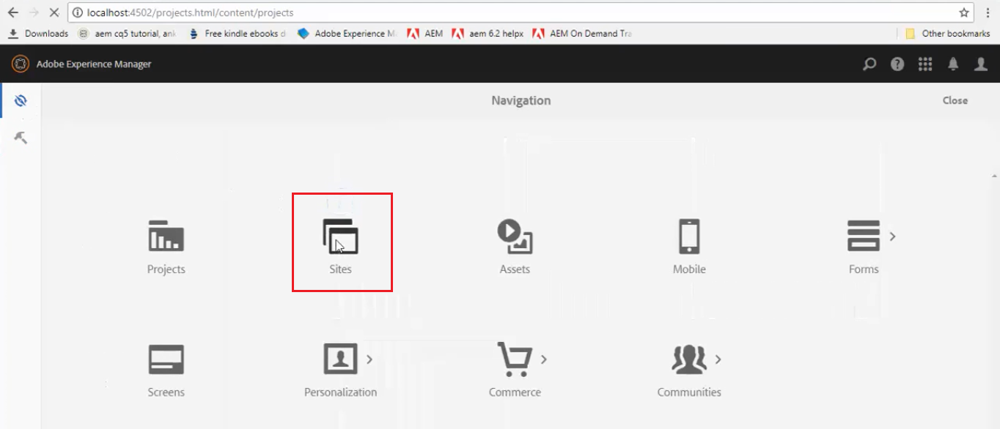 localhost:4502/projects.html/content/projects
Downloads aem cq5 tutorial, ank Free kindle ebooks d Adobe Experience M AEM aem 6.2 helpx AEM On Demand Tra Other bookmarks
Adobe Experience Manager
Navigation Close
Projects Sites Assets Mobile Forms
Screens Personalization Commerce Communities